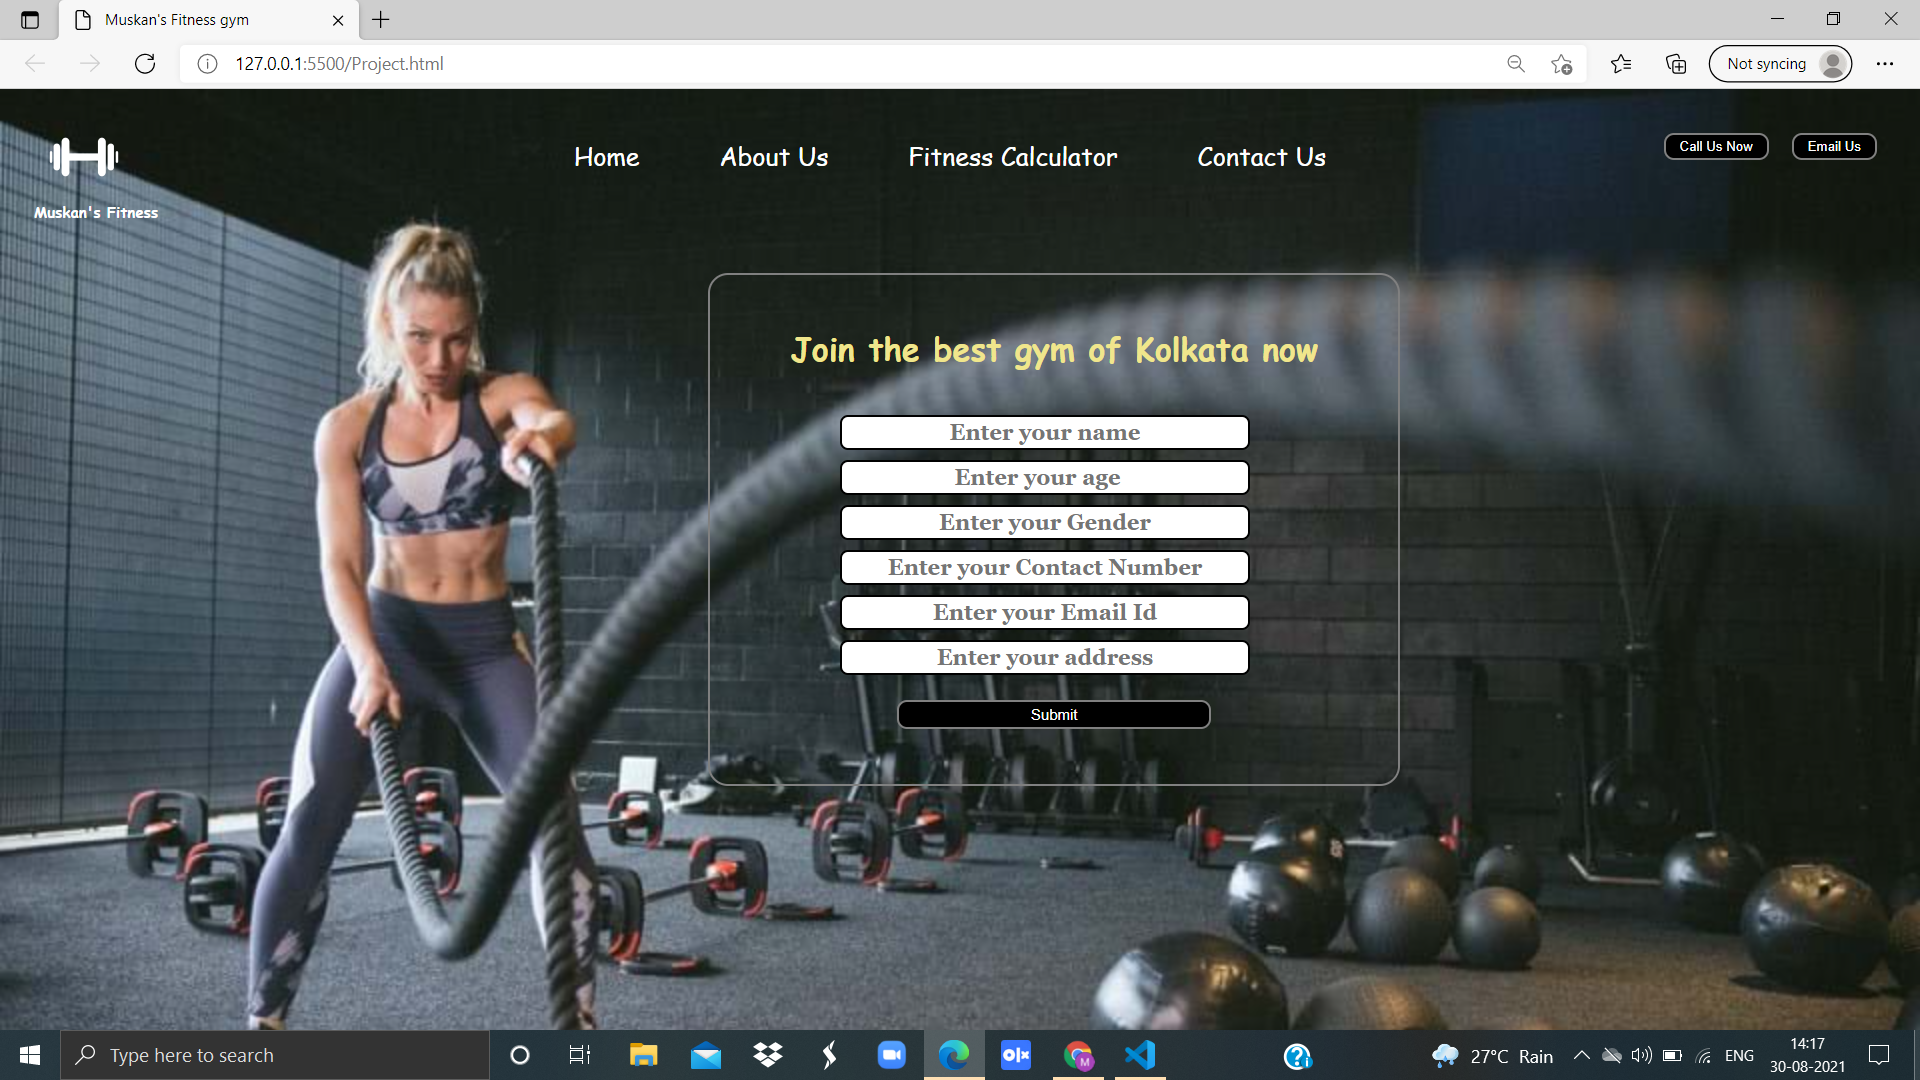 Muskan's Fitness gym
127.0.0.1:5500/Project.html
Not syncing
Home
About Us
Fitness Calculator
Contact Us
Call Us Now
Email Us
Muskan's Fitness
Join the best gym of Kolkata now
Enter your name
Enter your age
Enter your Gender
Enter your Contact Number
Enter your Email Id
Enter your address
Submit
Type here to search
olx
M
27°C Rain
ENG
14:17
30-08-2021